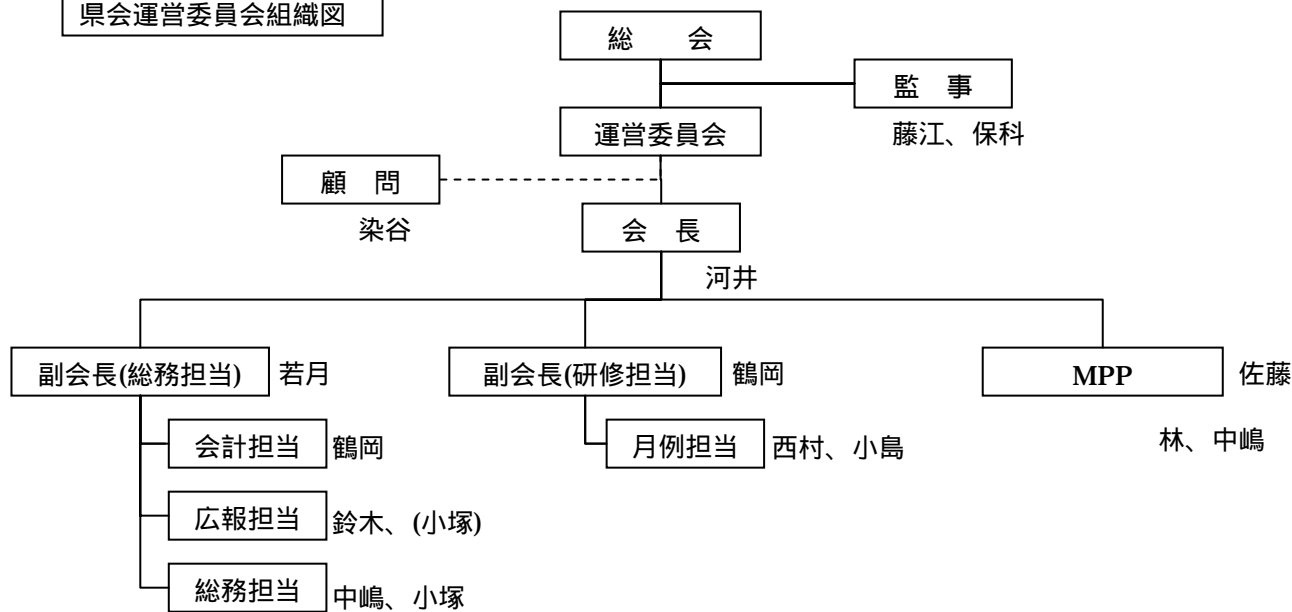 県会運営委員会組織図
総　会
監　事
運営委員会
藤江、保科
顧　問
染谷
会　長
河井
副会長(総務担当)
若月
副会長(研修担当)
鶴岡
MPP
佐藤
会計担当
鶴岡
月例担当
西村、小島
林、中嶋
広報担当
鈴木、(小塚)
総務担当
中嶋、小塚